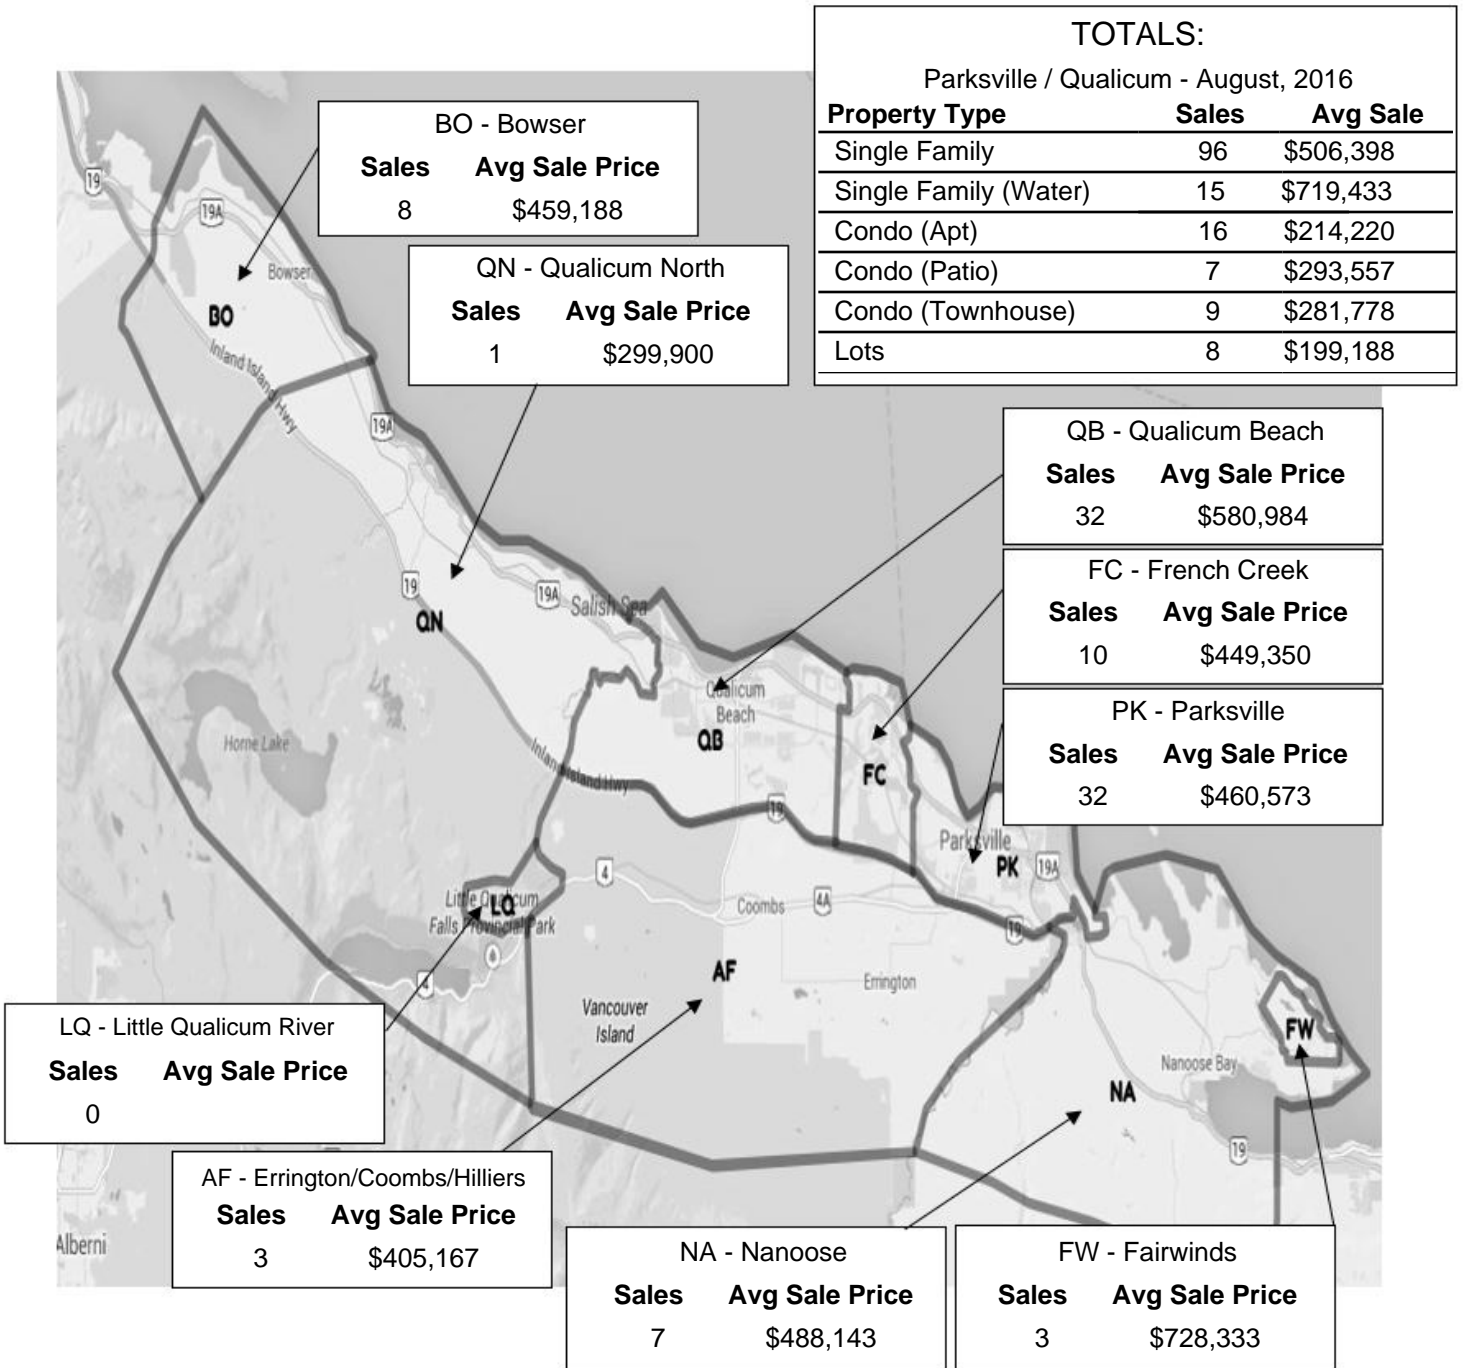 TOTALS:
Parksville / Qualicum - August, 2016
Property Type Sales Avg Sale
Single Family 96 $506,398
Single Family (Water) 15 $719,433
Condo (Apt) 16 $214,220
Condo (Patio) 7 $293,557
Condo (Townhouse) 9 $281,778
Lots 8 $199,188
BO - Bowser
Sales Avg Sale Price
8 $459,188
QN - Qualicum North
Sales Avg Sale Price
1 $299,900
QB - Qualicum Beach
Sales Avg Sale Price
32 $580,984
FC - French Creek
Sales Avg Sale Price
10 $449,350
PK - Parksville
Sales Avg Sale Price
32 $460,573
LQ - Little Qualicum River
Sales Avg Sale Price
0
AF - Errington/Coombs/Hilliers
Sales Avg Sale Price
3 $405,167
NA - Nanoose
Sales Avg Sale Price
7 $488,143
FW - Fairwinds
Sales Avg Sale Price
3 $728,333
19
19A
Bowser
BO
Inland Island Hwy
19A
19
19A
Salish Sea
QN
Qualicum
Beach
QB
Horne Lake
Inland Island Hwy
FC
19
Parksville
PK
19A
4
Little Qualicum
Falls Provincial Park
LQ
Coombs
4A
19
4
AF
Errington
Vancouver
Island
FW
Nanoose Bay
NA
19
Alberni